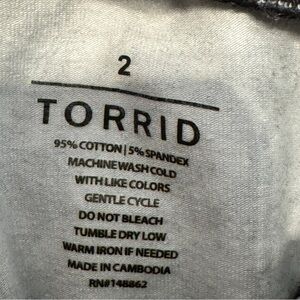 2
TORRID
95% COTTON | 5% SPANDEX
MACHINE WASH COLD
WITH LIKE COLORS
GENTLE CYCLE
DO NOT BLEACH
TUMBLE DRY LOW
WARM IRON IF NEEDED
MADE IN CAMBODIA
RN#148862